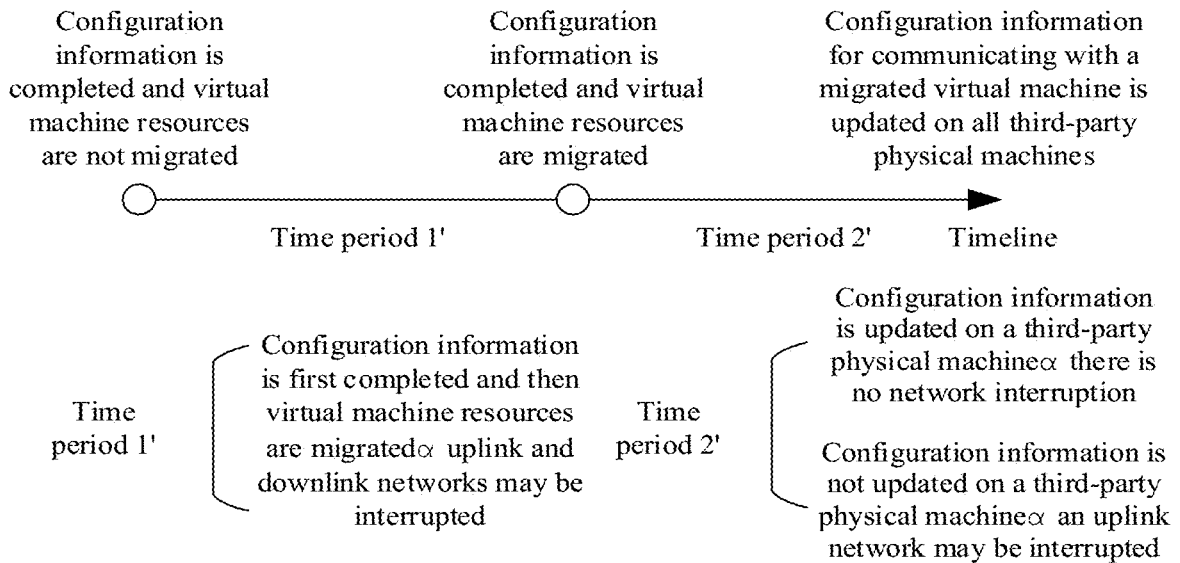 Configuration
information is
completed and virtual
machine resources
are not migrated
Configuration
information is
completed and virtual
machine resources
are migrated
Configuration information
for communicating with a
migrated virtual machine is
updated on all third-party
physical machines
Time period 1'
Time period 2'
Timeline
Time
period 1'
Configuration information
is first completed and then
virtual machine resources
are migratedα uplink and
downlink networks may be
interrupted
Time
period 2'
Configuration information
is updated on a third-party
physical machineα there is
no network interruption
Configuration information is
not updated on a third-party
physical machineα an uplink
network may be interrupted